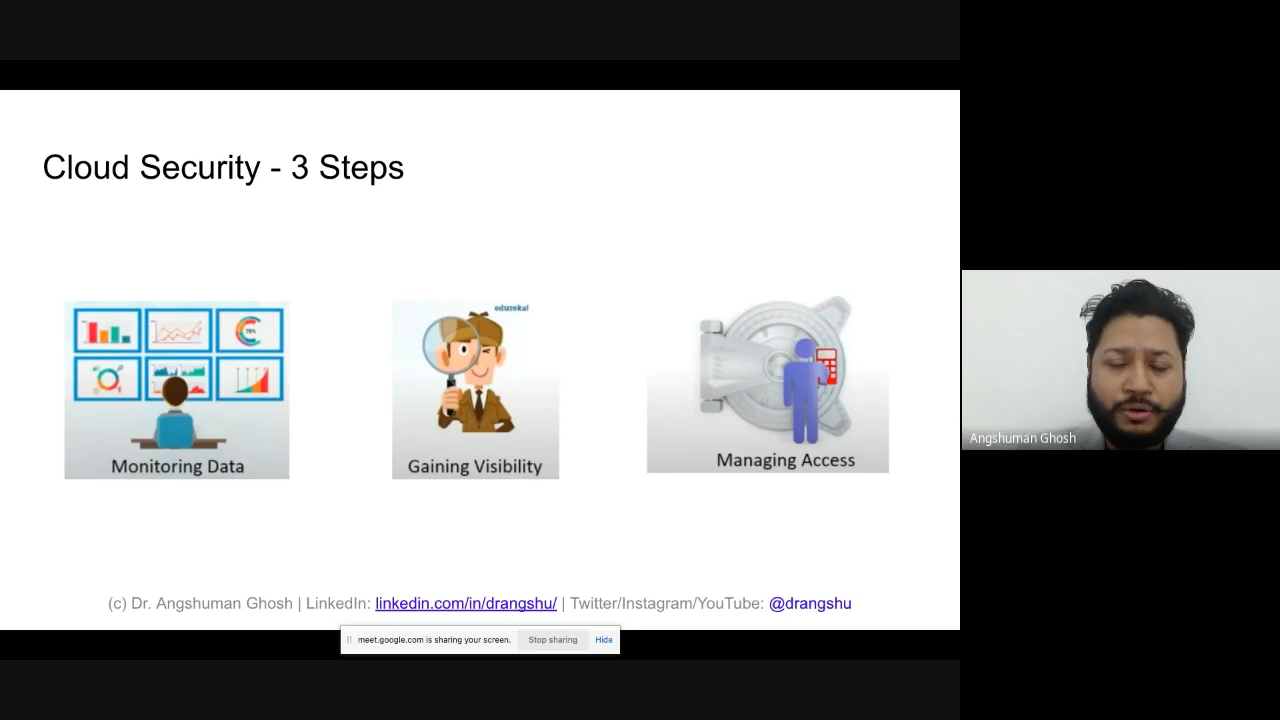 Cloud Security - 3 Steps
edureka!
75%
Monitoring Data
Gaining Visibility
Managing Access
Angshuman Ghosh
(c) Dr. Angshuman Ghosh | LinkedIn: linkedin.com/in/drangshu/ | Twitter/Instagram/YouTube: @drangshu
meet.google.com is sharing your screen. Stop sharing Hide